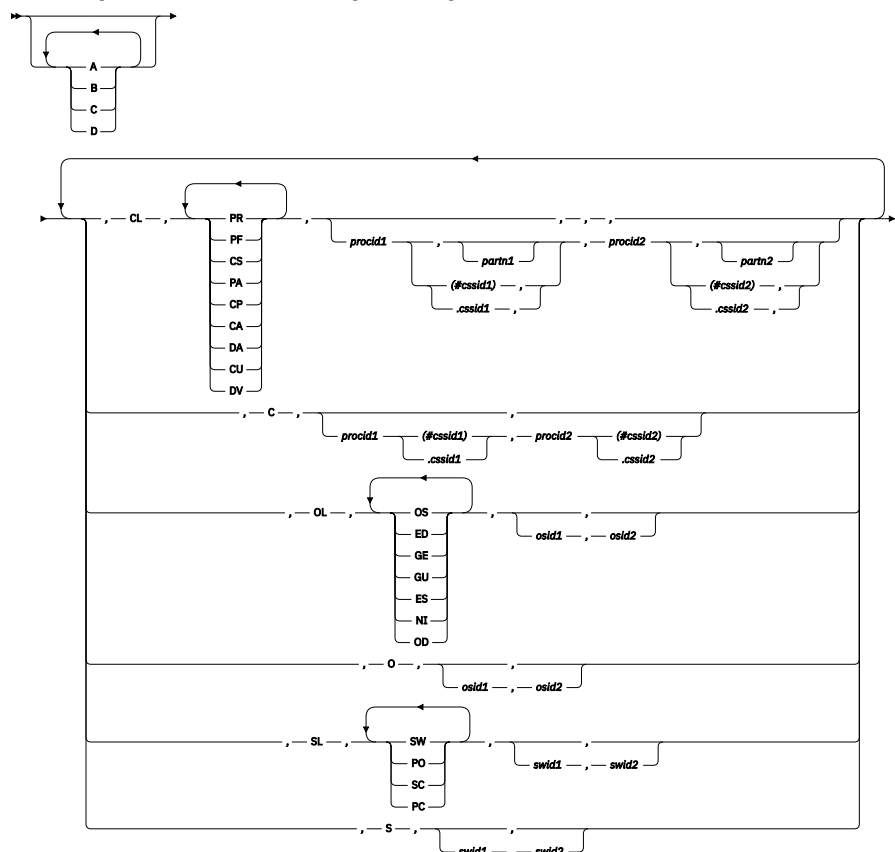 A
B
C
D
, CL , PR , , , ,
PF procid1 , , procid2 ,
CS partn1 partn2
PA (#cssid1) , (#cssid2) ,
CP .cssid1 , .cssid2 ,
CA
DA
CU
DV
, C , ,
procid1 (#cssid1) , procid2 (#cssid2)
.cssid1 .cssid2
, OL , OS , ,
ED osid1 , osid2
GE
GU
ES
NI
OD
, O , ,
osid1 , osid2
, SL , SW , ,
PO swid1 , swid2
SC
PC
, S , ,
swid1 swid2